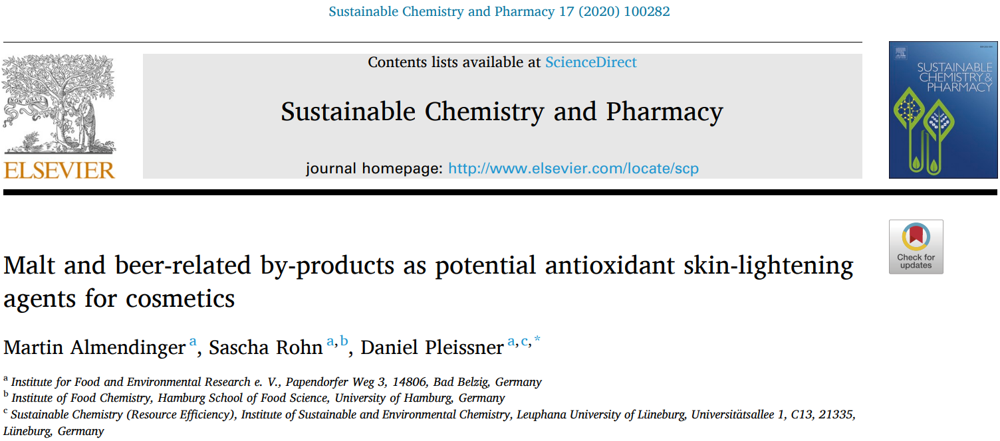 Sustainable Chemistry and Pharmacy 17 (2020) 100282
NON SOLUS
ELSEVIER
Contents lists available at ScienceDirect
Sustainable Chemistry and Pharmacy
journal homepage: http://www.elsevier.com/locate/scp
SUSTAINABLE
CHEMISTRY &
PHARMACY
Check for
updates
Malt and beer-related by-products as potential antioxidant skin-lightening
agents for cosmetics
Martin Almendinger a, Sascha Rohn a,b, Daniel Pleissner a,c,*
a Institute for Food and Environmental Research e. V., Papendorfer Weg 3, 14806, Bad Belzig, Germany
b Institute of Food Chemistry, Hamburg School of Food Science, University of Hamburg, Germany
c Sustainable Chemistry (Resource Efficiency), Institute of Sustainable and Environmental Chemistry, Leuphana University of Lüneburg, Universitätsallee 1, C13, 21335,
Lüneburg, Germany